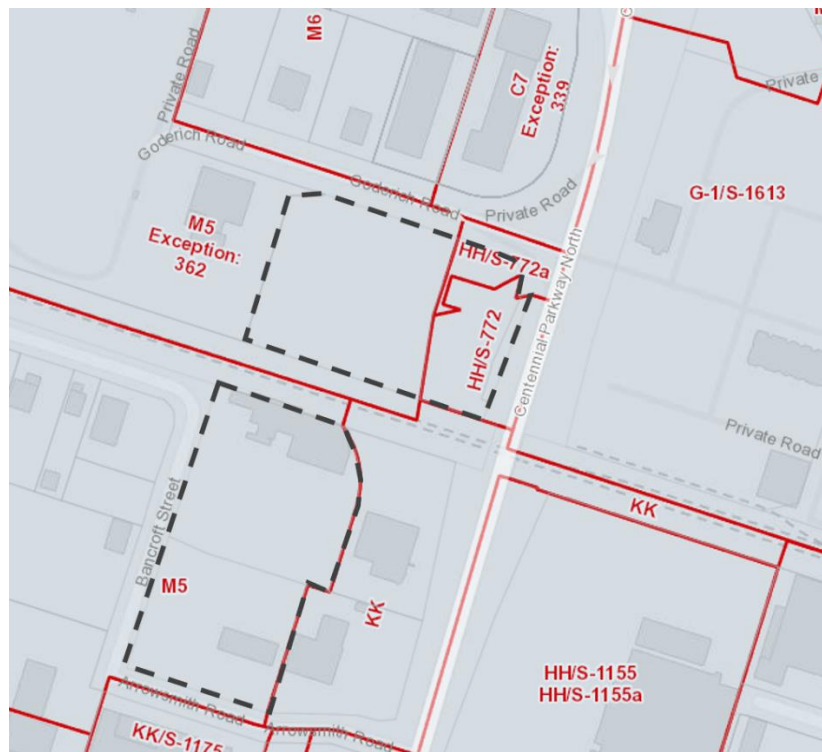 M6
Private Road
C7
Exception:
339
Private
Goderich Road
Goderich Road
Private Road
G-1/S-1613
M5
Exception:
362
HH/S-772a
HH/S-772
Centennial Parkway North
Private Road
KK
Bancroft Street
M5
KK
HH/S-1155
HH/S-1155a
Arrowsmith Road
Arrowsmith Road
KK/S-1175